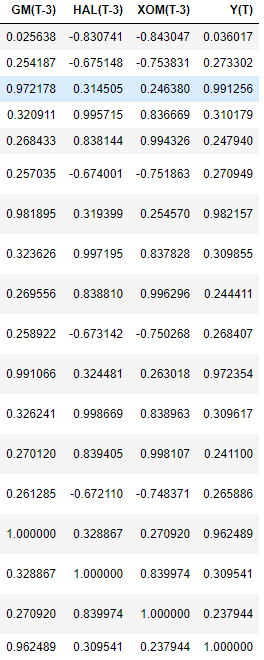 GM(T-3) HAL(T-3) XOM(T-3) Y(T)
0.025638 -0.830741 -0.843047 0.036017
0.254187 -0.675148 -0.753831 0.273302
0.972178 0.314505 0.246380 0.991256
0.320911 0.995715 0.836669 0.310179
0.268433 0.838144 0.994326 0.247940
0.257035 -0.674001 -0.751863 0.270949
0.981895 0.319399 0.254570 0.982157
0.323626 0.997195 0.837828 0.309855
0.269556 0.838810 0.996296 0.244411
0.258922 -0.673142 -0.750268 0.268407
0.991066 0.324481 0.263018 0.972354
0.326241 0.998669 0.838963 0.309617
0.270120 0.839405 0.998107 0.241100
0.261285 -0.672110 -0.748371 0.265886
1.000000 0.328867 0.270920 0.962489
0.328867 1.000000 0.839974 0.309541
0.270920 0.839974 1.000000 0.237944
0.962489 0.309541 0.237944 1.000000